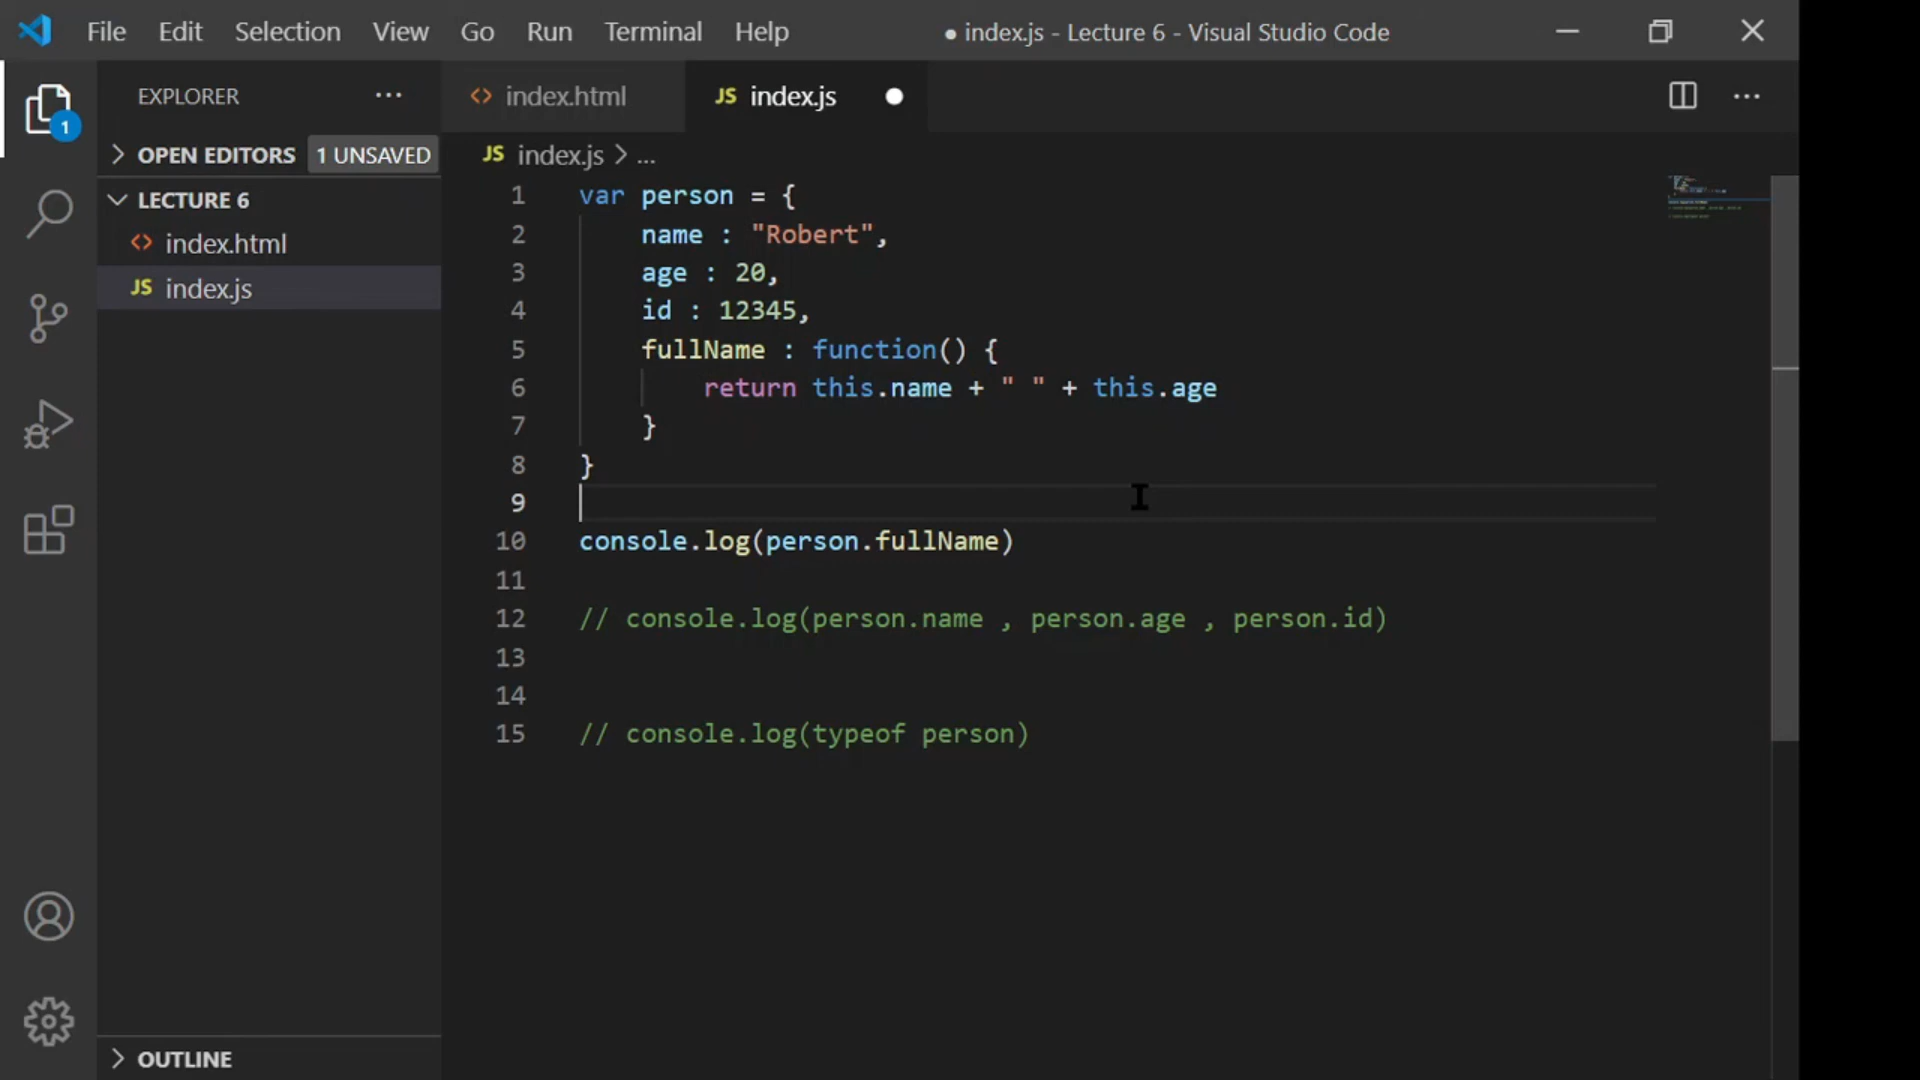 File Edit Selection View Go Run Terminal Help
● index.js - Lecture 6 - Visual Studio Code
EXPLORER
1
OPEN EDITORS 1 UNSAVED
LECTURE 6
index.html
JS index.js
OUTLINE
index.html
JS index.js
JS index.js > ...
1 var person = {
2 name : "Robert",
3 age : 20,
4 id : 12345,
5 fullName : function() {
6 return this.name + " " + this.age
7 }
8 }
9
10 console.log(person.fullName)
11
12 // console.log(person.name , person.age , person.id)
13
14
15 // console.log(typeof person)